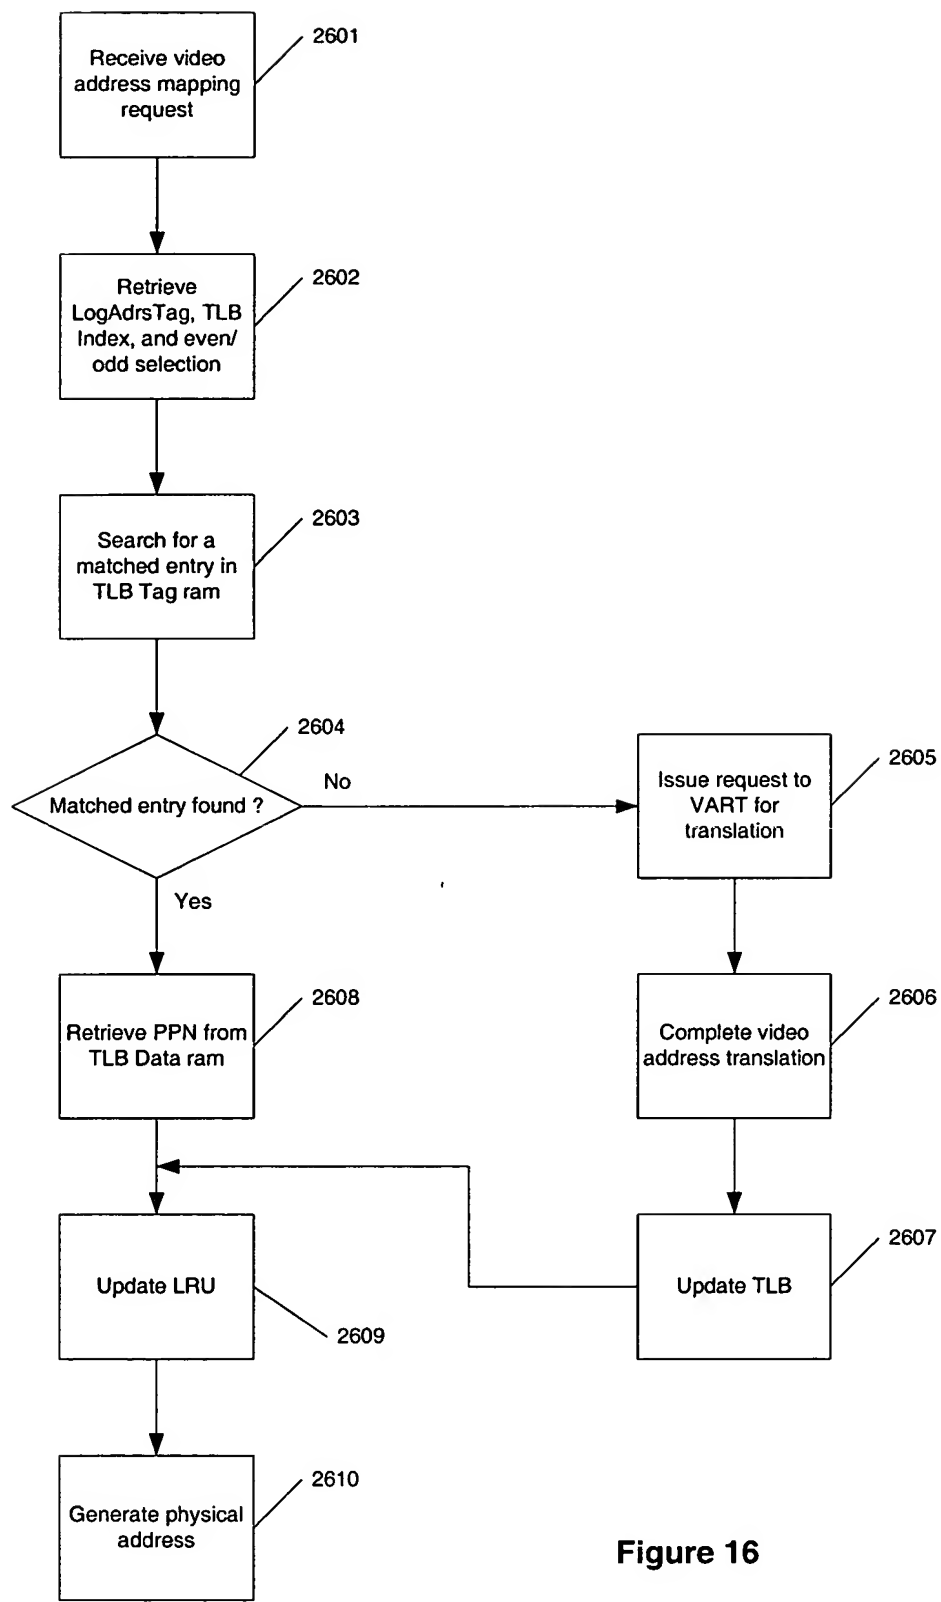 2601
Receive video
address mapping
request
2602
Retrieve
LogAdrsTag, TLB
Index, and even/
odd selection
2603
Search for a
matched entry in
TLB Tag ram
2604
Matched entry found ?
No
Yes
2605
Issue request to
VART for
translation
2606
Complete video
address translation
2607
Update TLB
2608
Retrieve PPN from
TLB Data ram
Update LRU
2609
2610
Generate physical
address
Figure 16